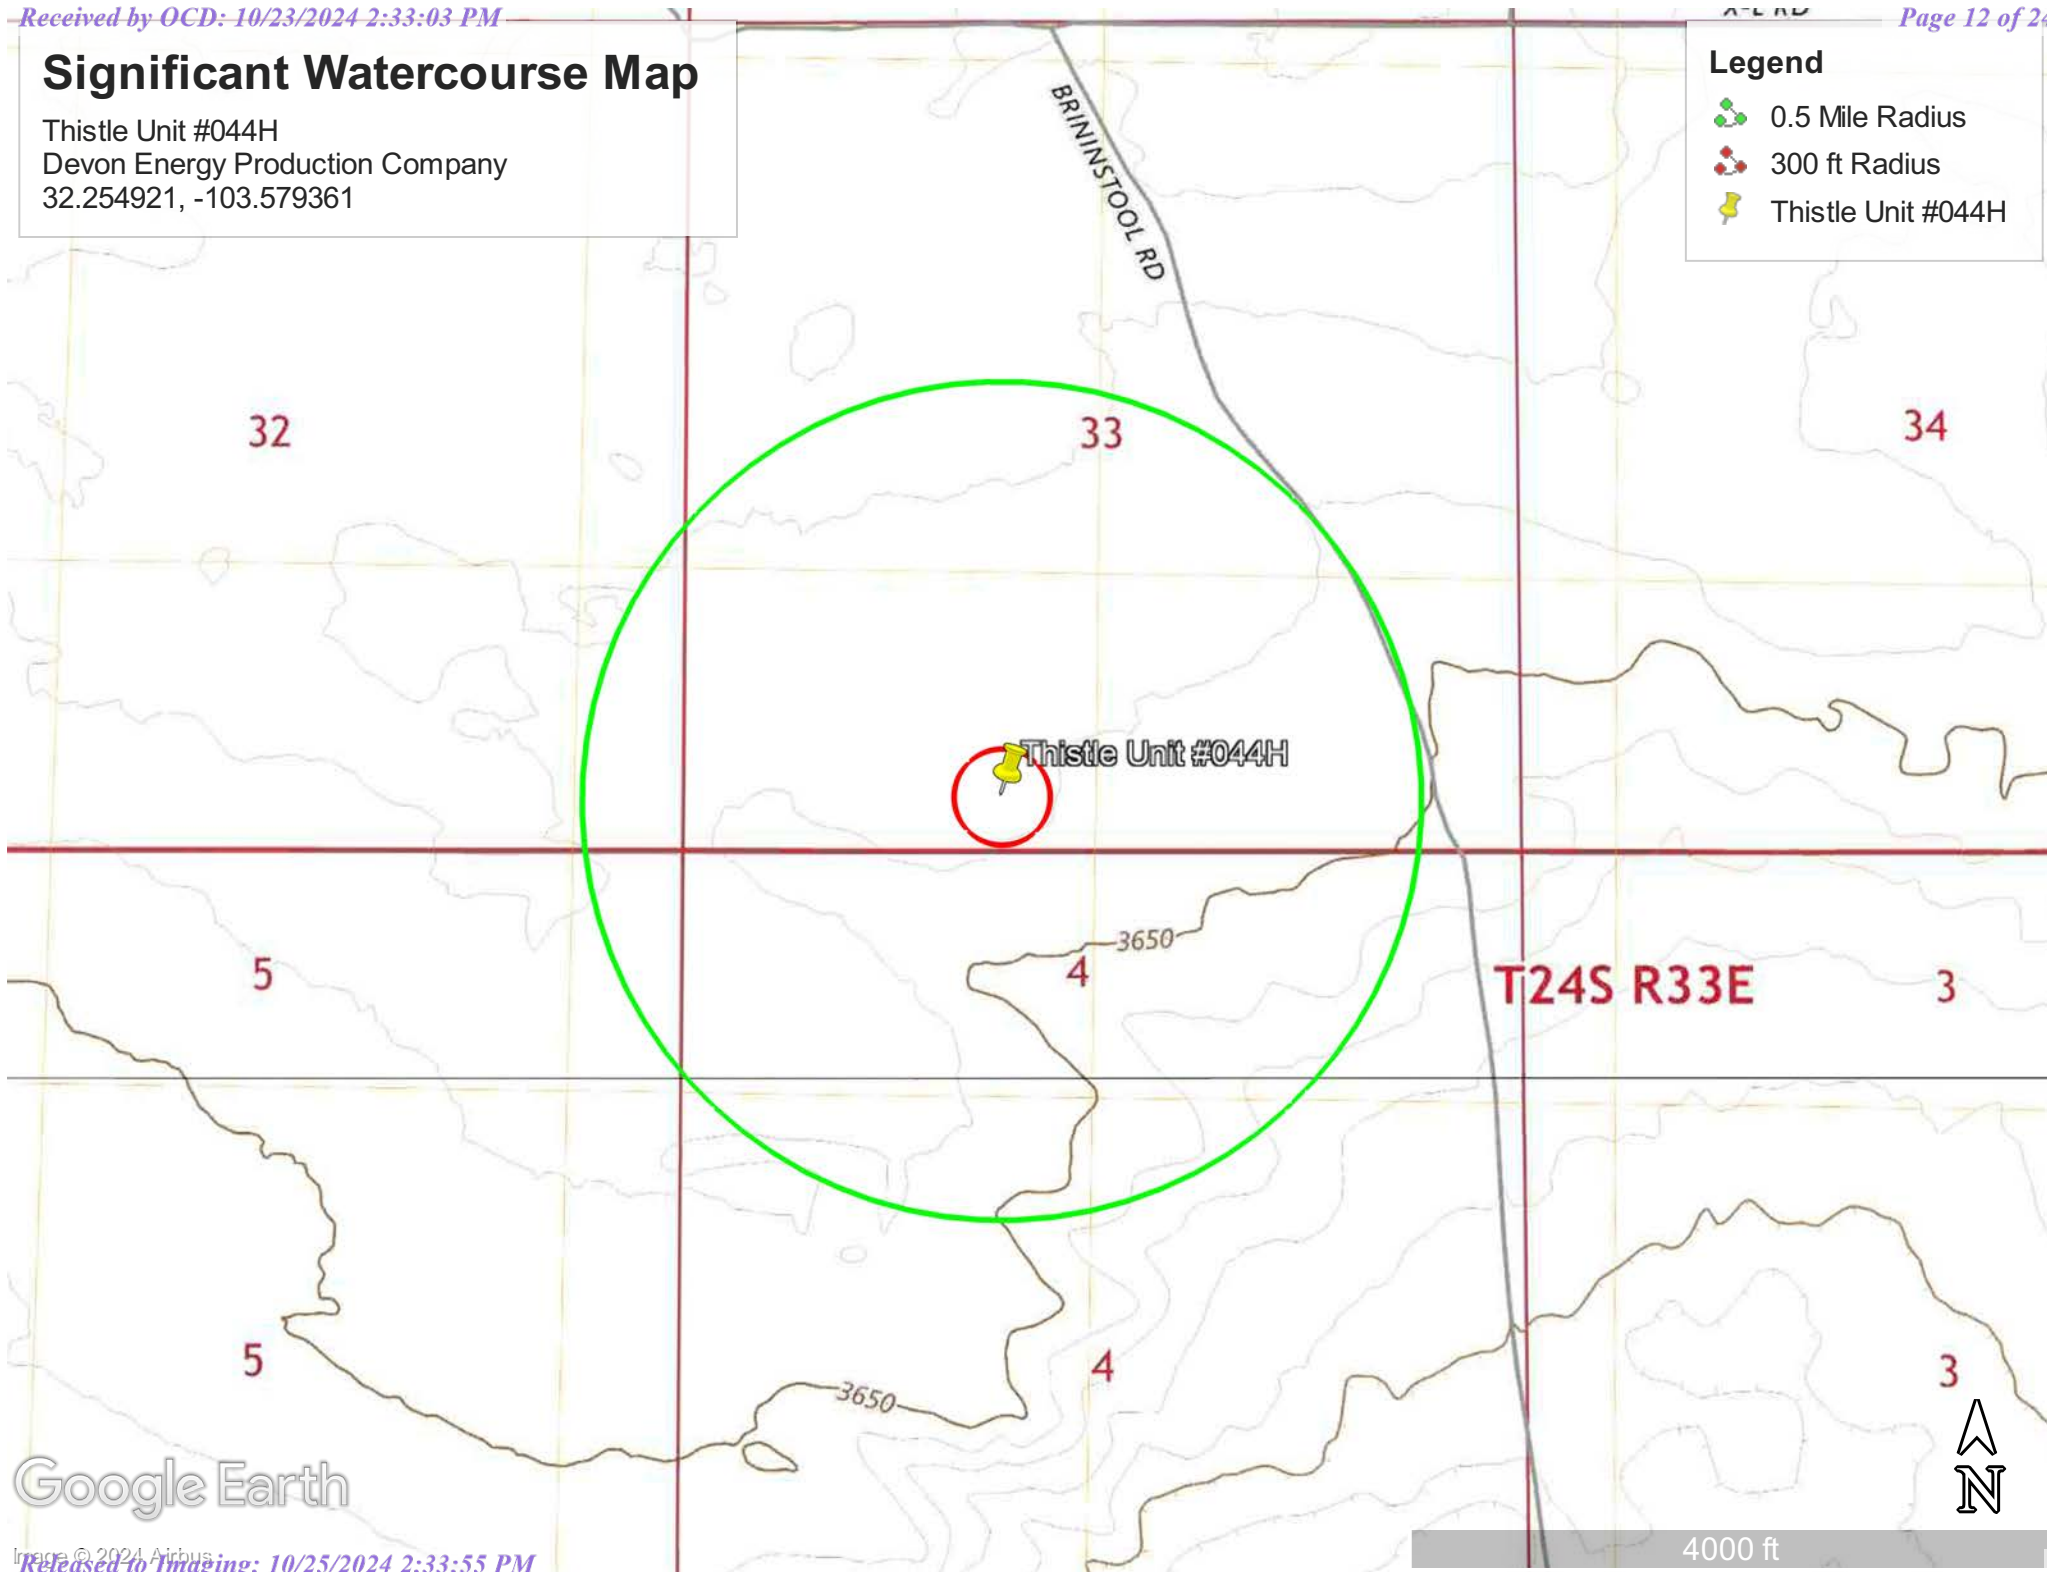 Received by OCD: 10/23/2024 2:33:03 PM
Page 12 of 24
Significant Watercourse Map
Thistle Unit #044H
Devon Energy Production Company
32.254921, -103.579361
Legend
0.5 Mile Radius
300 ft Radius
Thistle Unit #044H
BRININSTOOL RD
32
33
34
Thistle Unit #044H
3650
5
4
T24S R33E
3
5
4
3
3650
N
Google Earth
4000 ft
Image © 2024 Airbus
Released to Imaging: 10/25/2024 2:33:55 PM